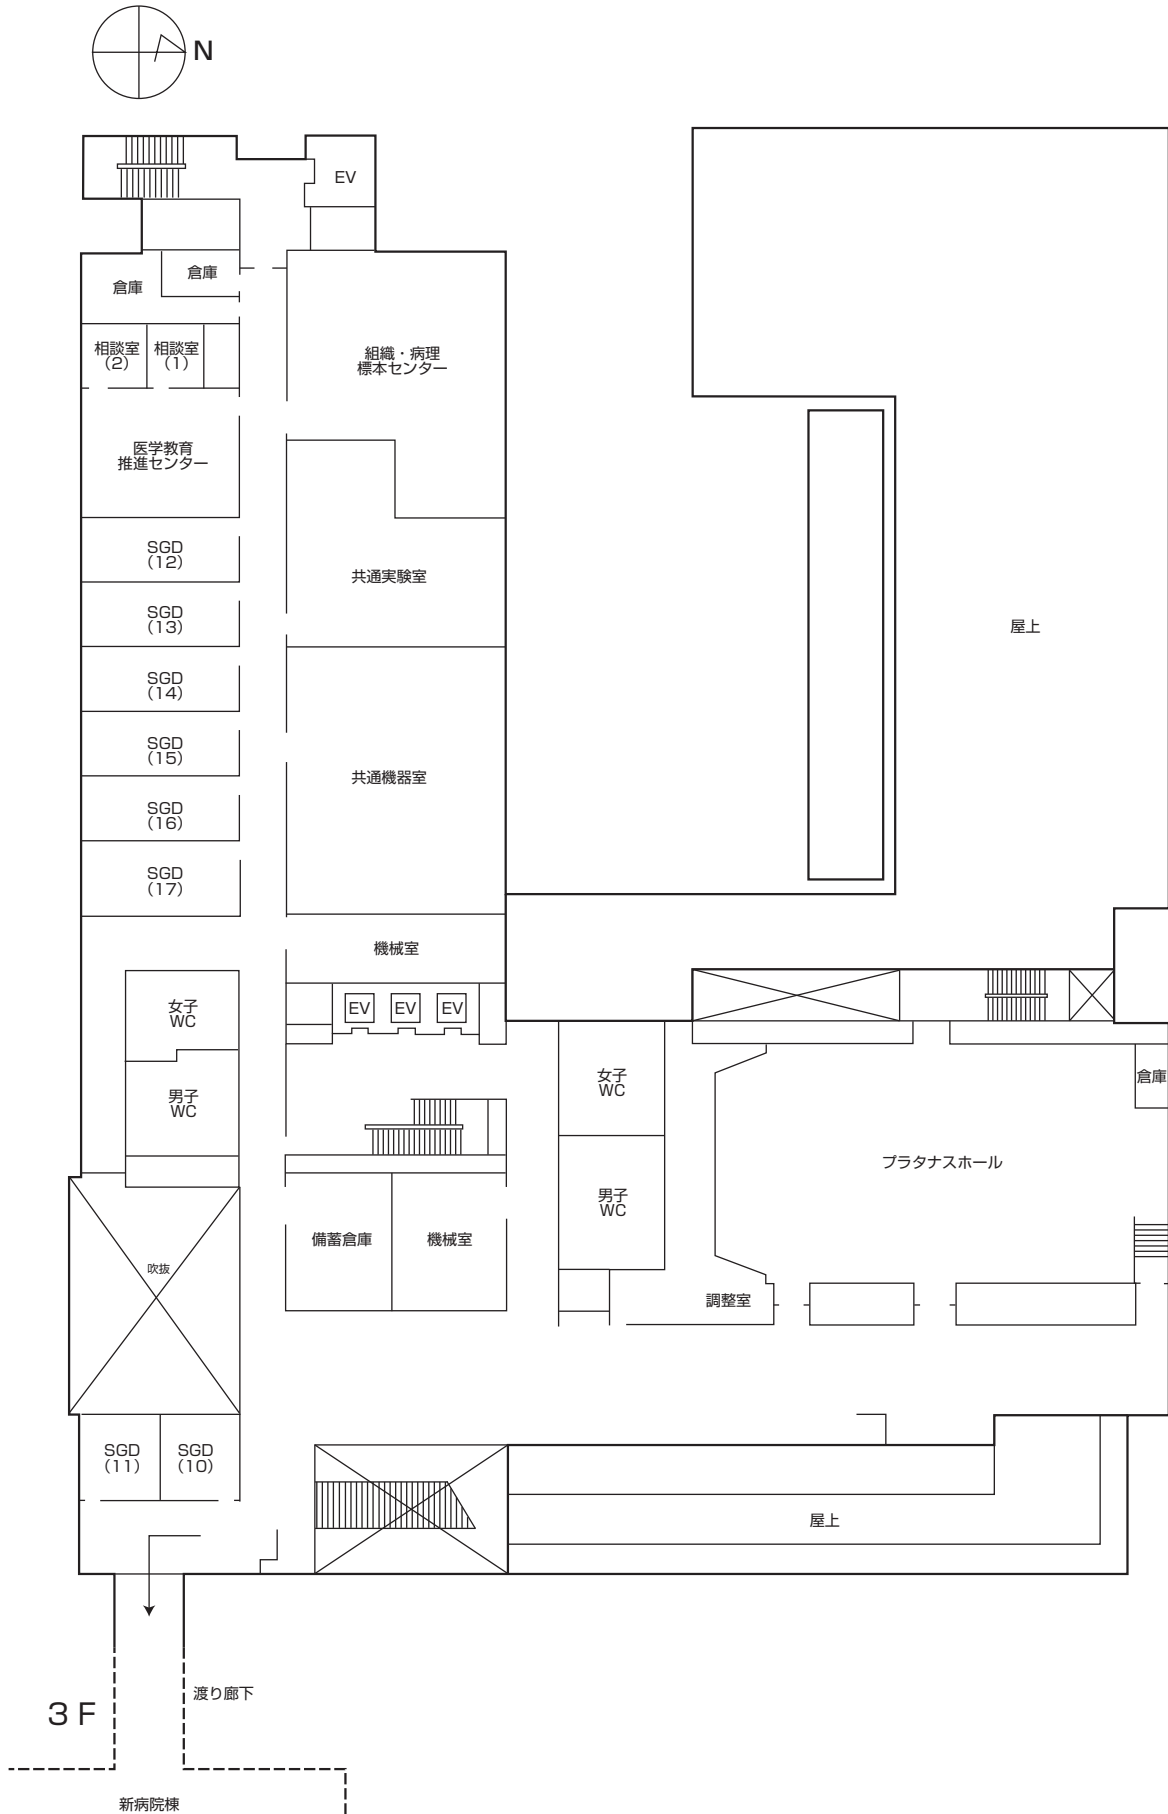 N
EV
倉庫
倉庫
相談室
（2）
相談室
（1）
組織・病理
標本センター
医学教育
推進センター
SGD
（12）
共通実験室
SGD
（13）
屋上
SGD
（14）
SGD
（15）
共通機器室
SGD
（16）
SGD
（17）
機械室
女子
WC
EV
EV
EV
男子
WC
女子
WC
倉庫
プラタナスホール
男子
WC
備蓄倉庫
機械室
吹抜
調整室
SGD
（11）
SGD
（10）
屋上
渡り廊下
3F
新病院棟